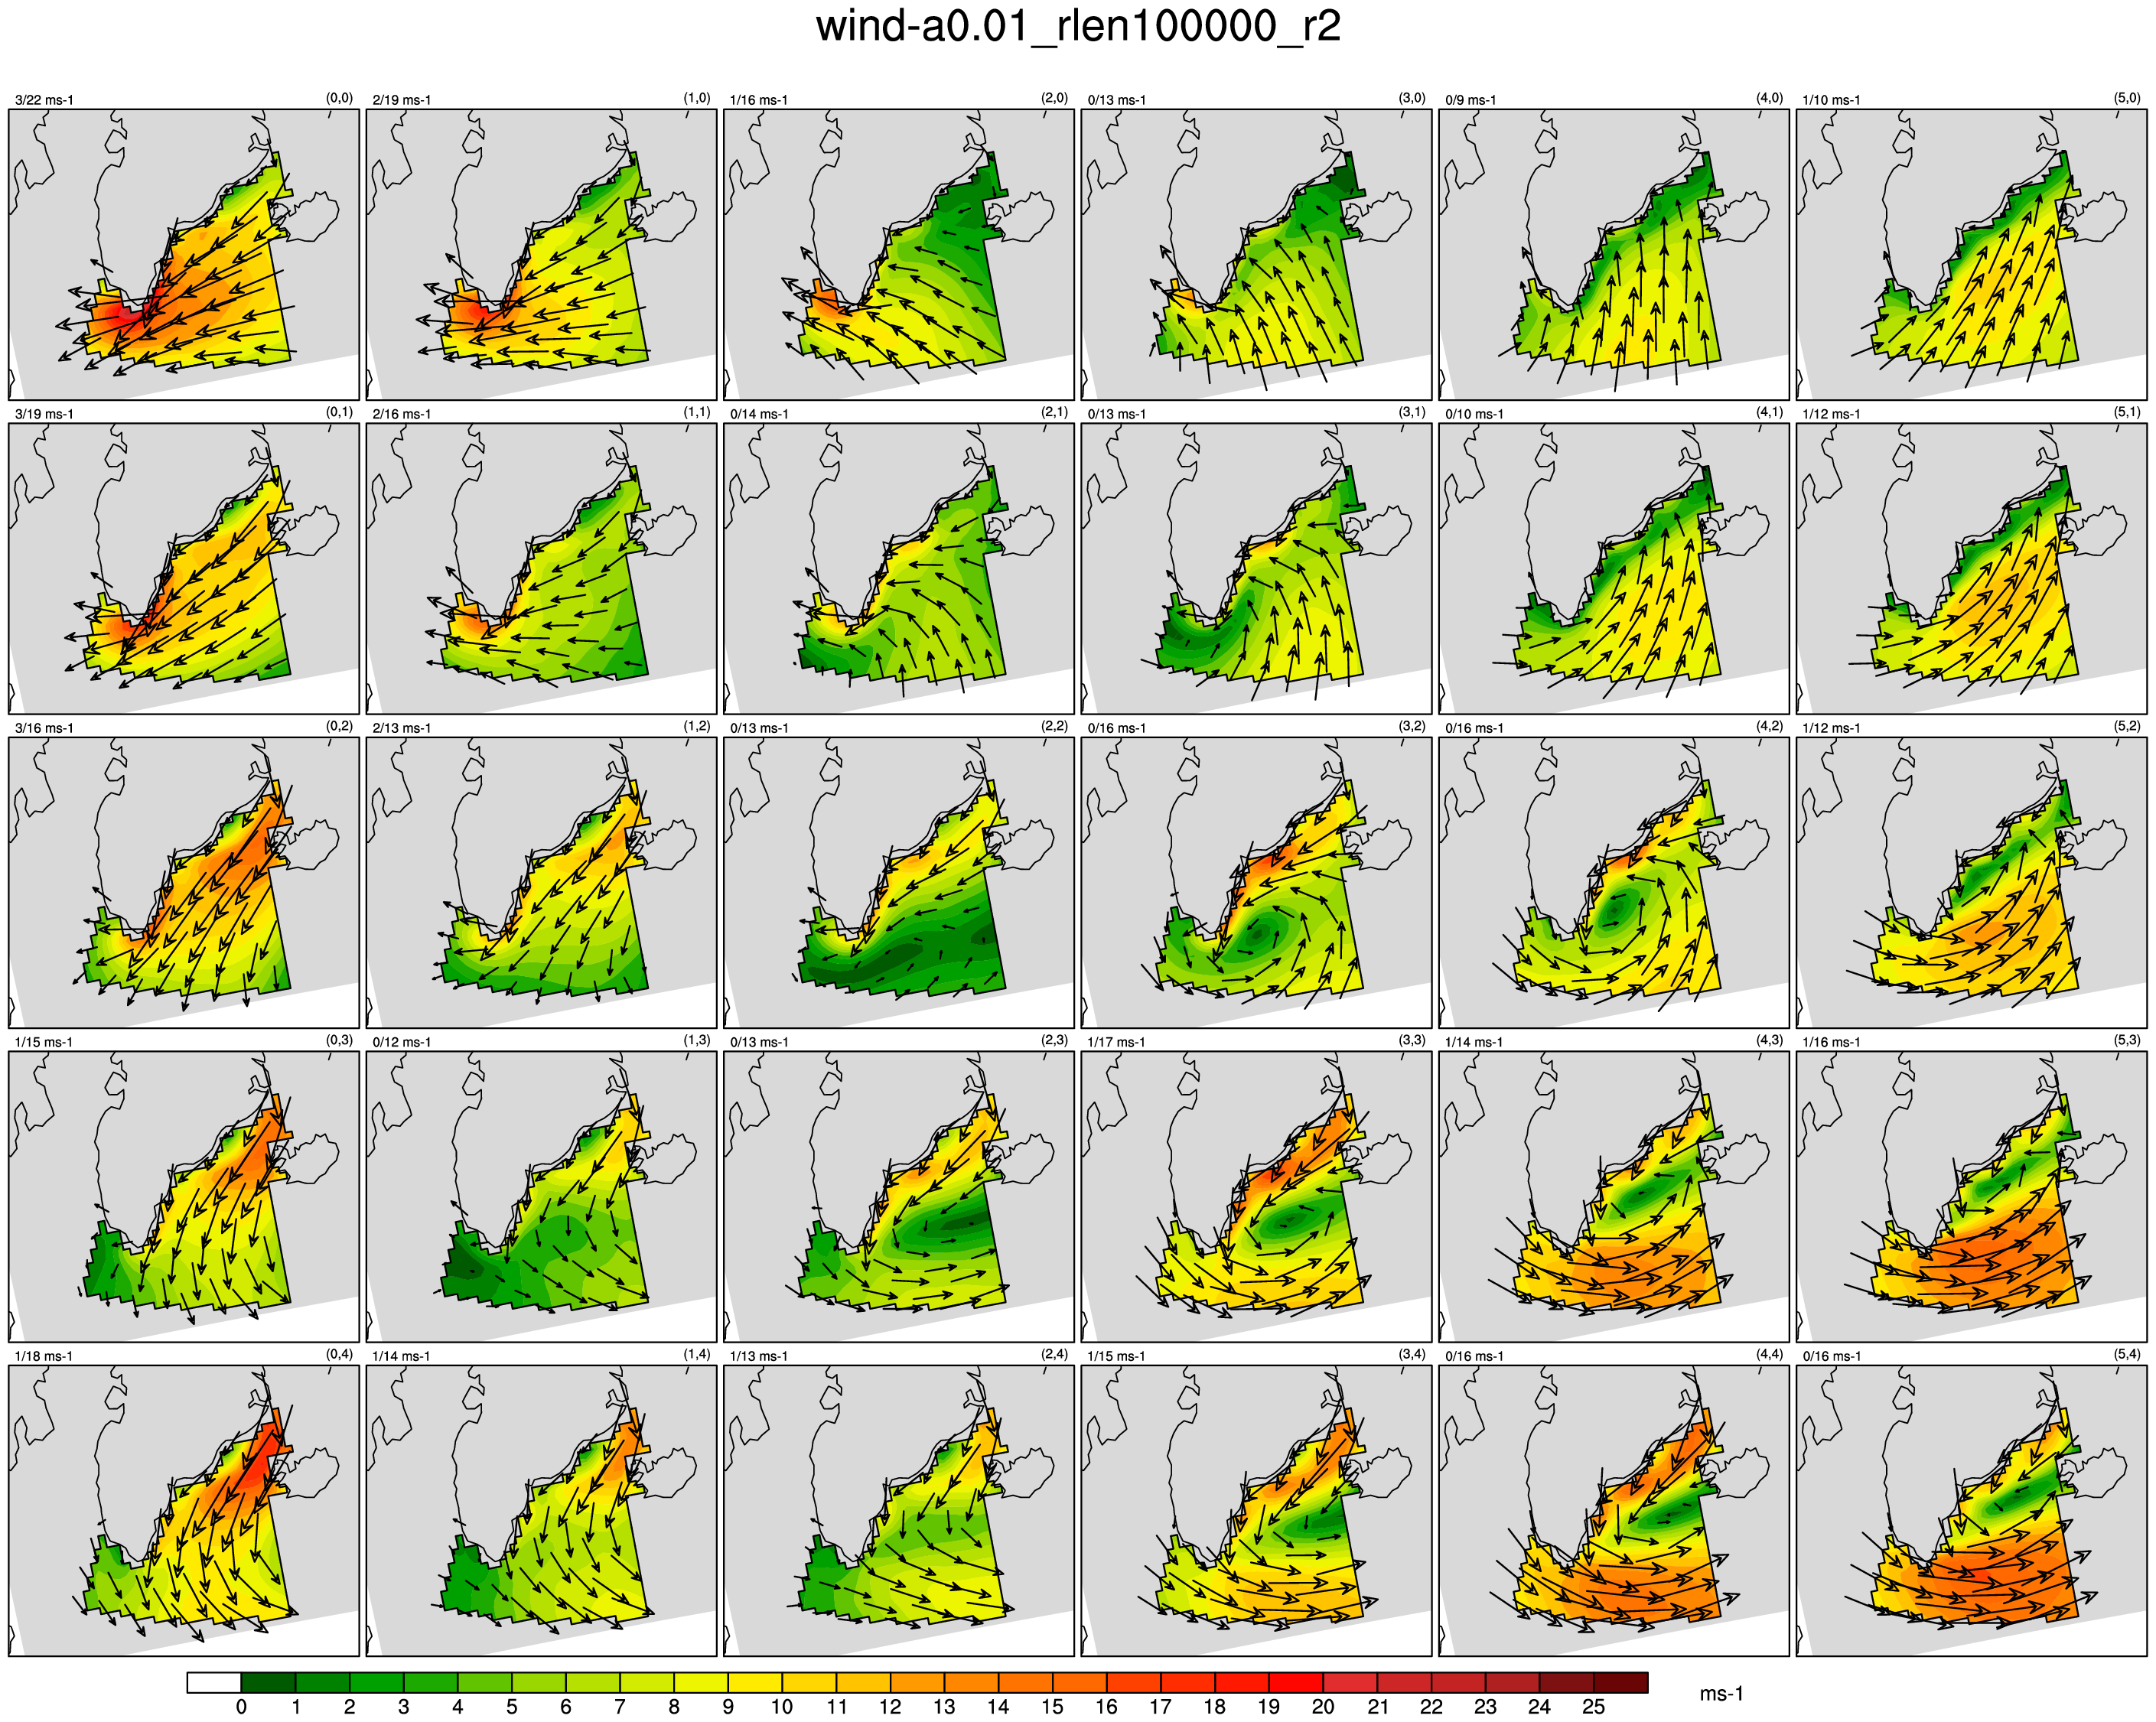 wind-a0.01_rlen100000_r2
3/22 ms-1 (0,0) 2/19 ms-1 (1,0) 1/16 ms-1 (2,0) 0/13 ms-1 (3,0) 0/9 ms-1 (4,0) 1/10 ms-1 (5,0)
3/19 ms-1 (0,1) 2/16 ms-1 (1,1) 0/14 ms-1 (2,1) 0/13 ms-1 (3,1) 0/10 ms-1 (4,1) 1/12 ms-1 (5,1)
3/16 ms-1 (0,2) 2/13 ms-1 (1,2) 0/13 ms-1 (2,2) 0/16 ms-1 (3,2) 0/16 ms-1 (4,2) 1/12 ms-1 (5,2)
1/15 ms-1 (0,3) 0/12 ms-1 (1,3) 0/13 ms-1 (2,3) 1/17 ms-1 (3,3) 1/14 ms-1 (4,3) 1/16 ms-1 (5,3)
1/18 ms-1 (0,4) 1/14 ms-1 (1,4) 1/13 ms-1 (2,4) 1/15 ms-1 (3,4) 0/16 ms-1 (4,4) 0/16 ms-1 (5,4)
0 1 2 3 4 5 6 7 8 9 10 11 12 13 14 15 16 17 18 19 20 21 22 23 24 25 ms-1